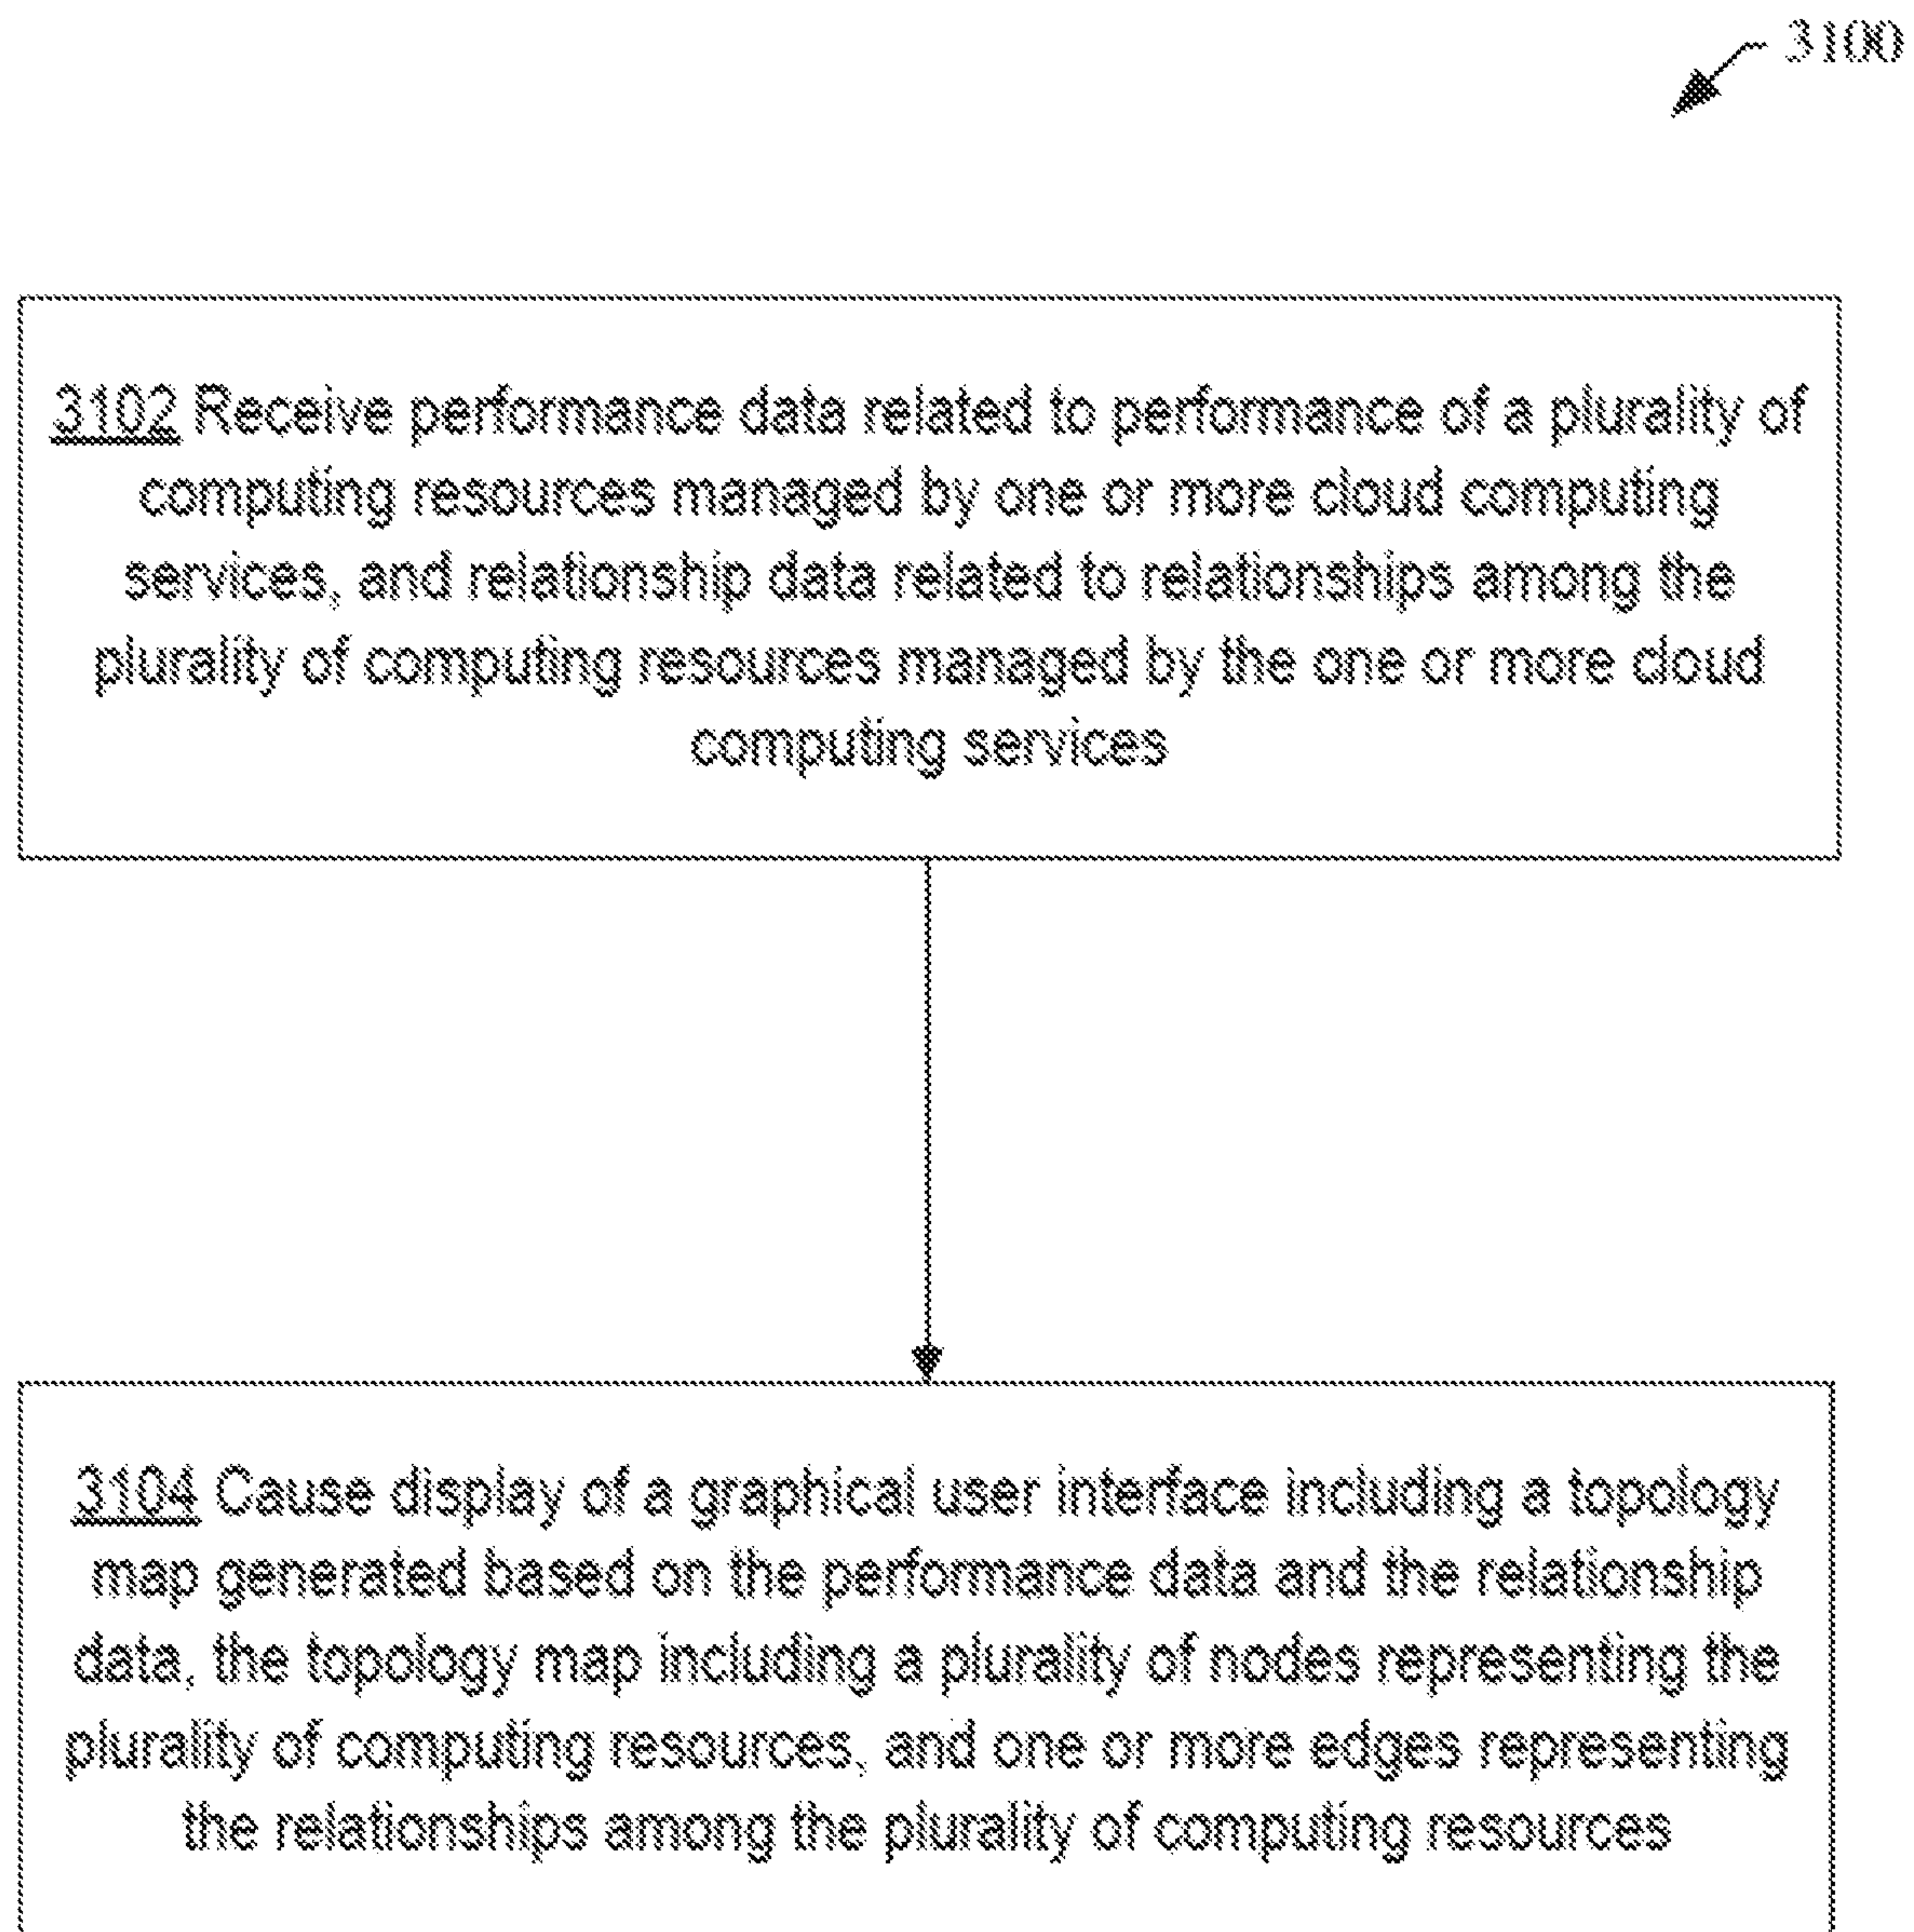 3100
3102 Receive performance data related to performance of a plurality of
computing resources managed by one or more cloud computing
services, and relationship data related to relationships among the
plurality of computing resources managed by the one or more cloud
computing services
3104 Cause display of a graphical user interface including a topology
map generated based on the performance data and the relationship
data, the topology map including a plurality of nodes representing the
plurality of computing resources, and one or more edges representing
the relationships among the plurality of computing resources